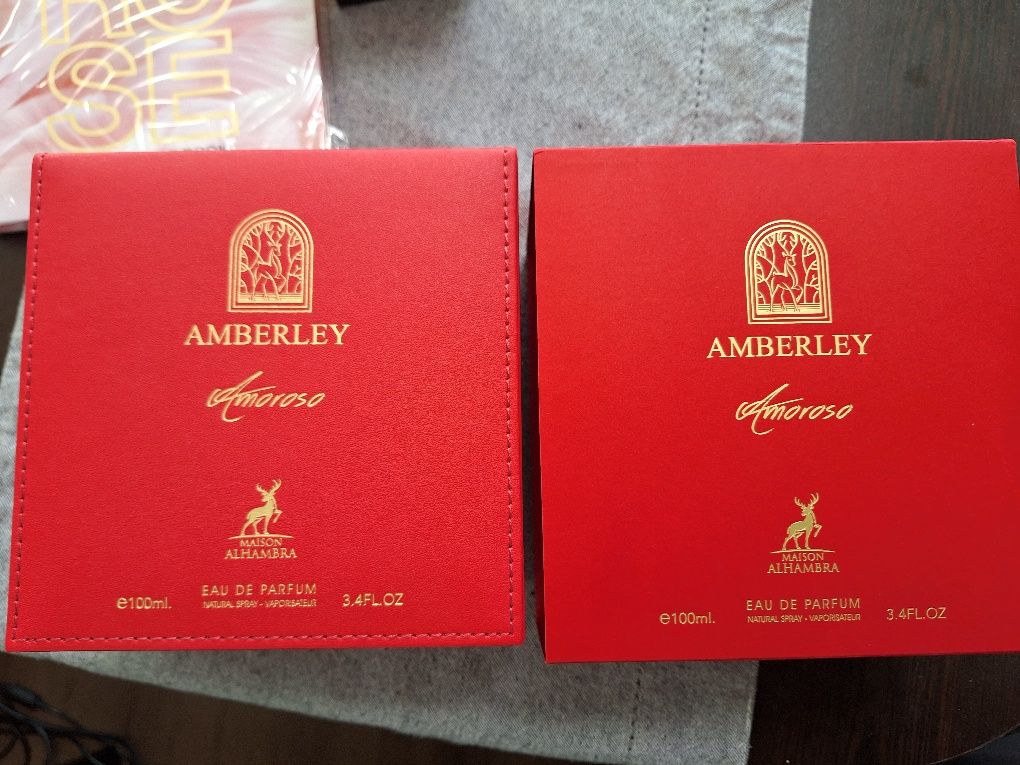 SE
AMBERLEY
Amoroso
MAISON
ALHAMBRA
EAU DE PARFUM
NATURAL SPRAY - VAPORISATEUR
e100ml.
3.4FL.OZ
AMBERLEY
Amoroso
MAISON
ALHAMBRA
EAU DE PARFUM
NATURAL SPRAY - VAPORISATEUR
e100ml.
3.4FL.OZ